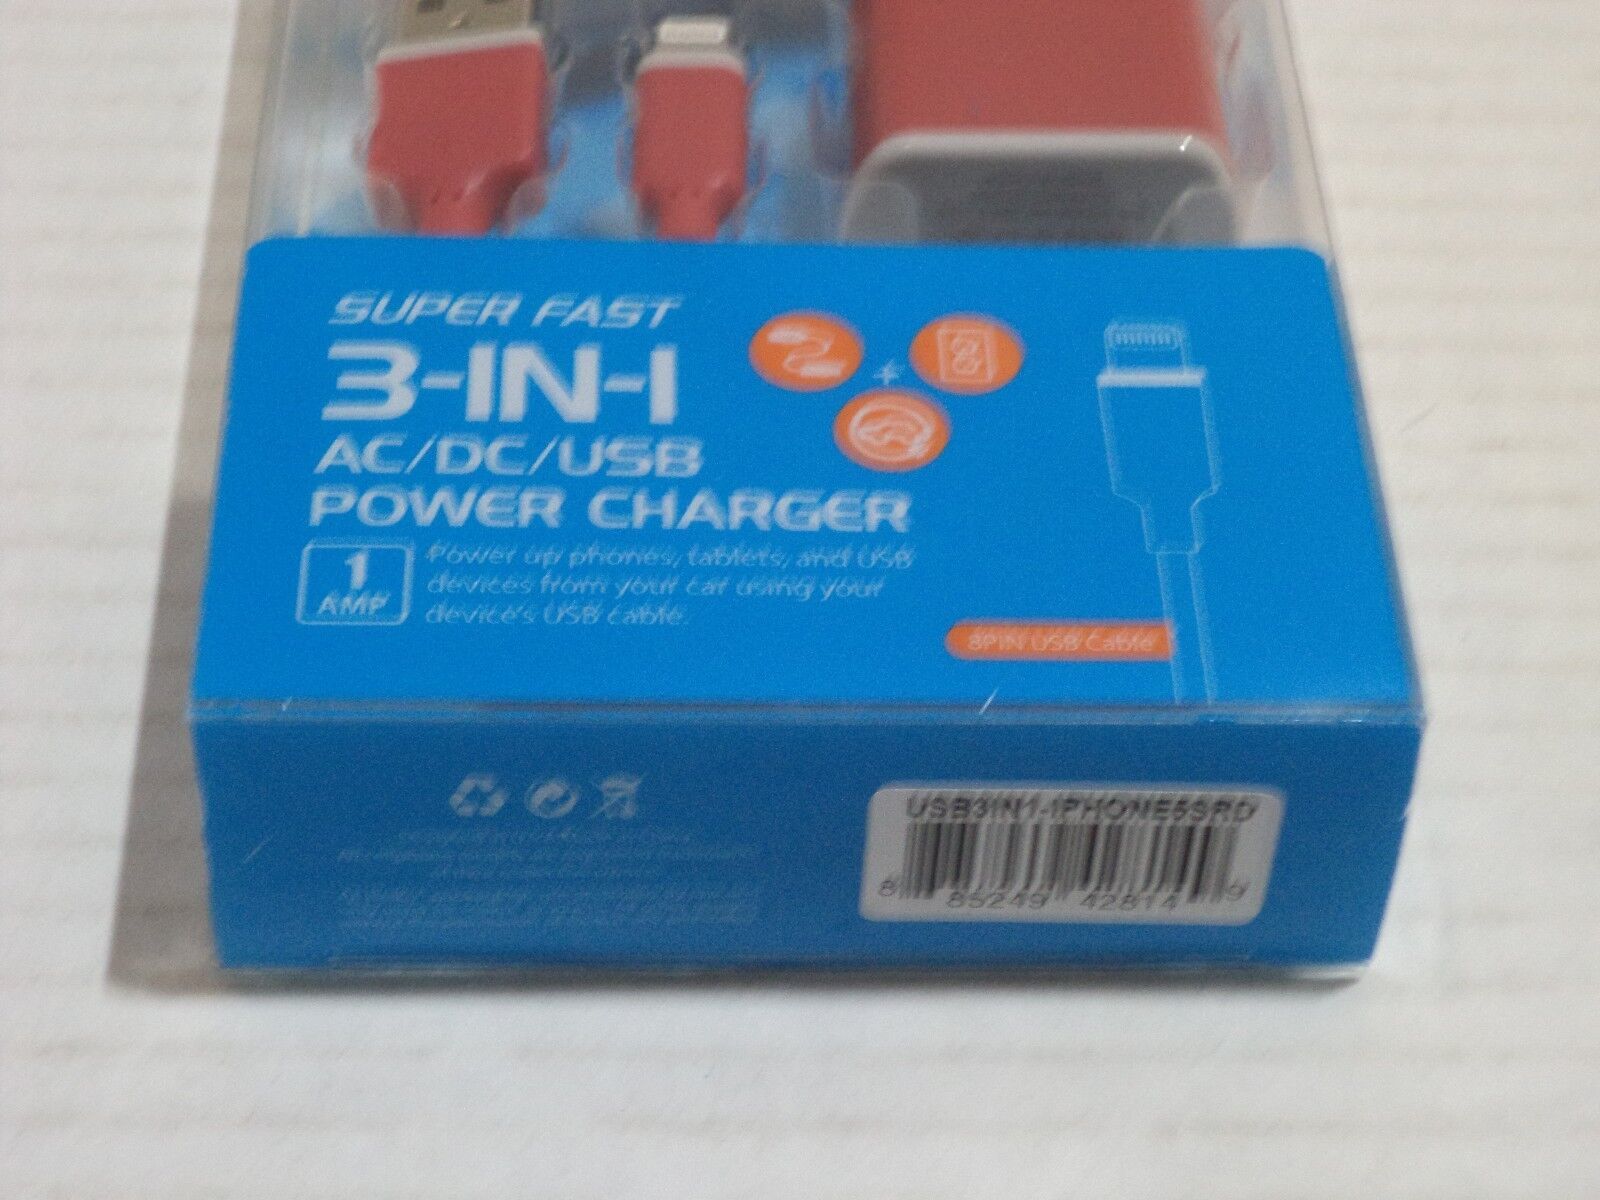 SUPER FAST
3-IN-1
AC/DC/USB
POWER CHARGER
1
AMP
Power up phones, tablets, and USB
devices from your car using your
device's USB cable.
8PIN USB Cable
USB3IN1-IPHONE5SRD
8 85249 42814 9